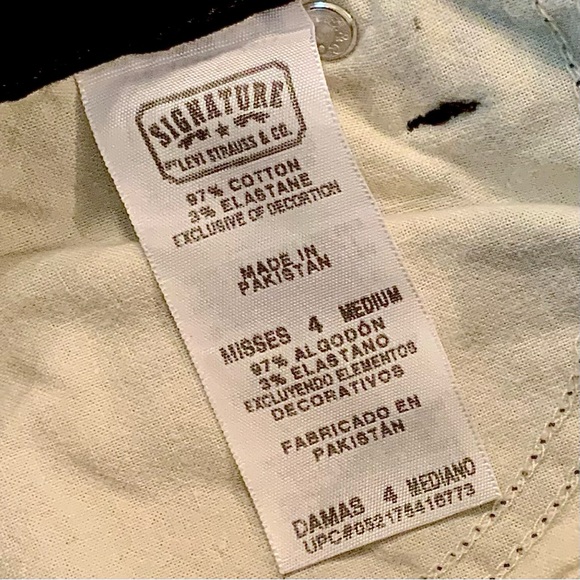 SIGNATURE
BY LEVI STRAUSS & CO.
97% COTTON
3% ELASTANE
EXCLUSIVE OF DECORTION
MADE IN
PAKISTAN
MISSES 4 MEDIUM
97% ALGODÓN
3% ELASTANO
EXCLUYENDO ELEMENTOS
DECORATIVOS
FABRICADO EN
PAKISTÁN
DAMAS 4 MEDIANO
UPC#052175416773